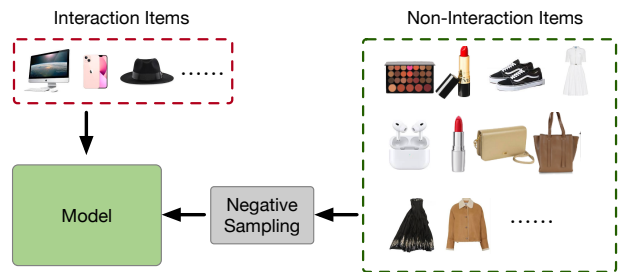 Interaction Items
Non-Interaction Items
......
Model
Negative
Sampling
......